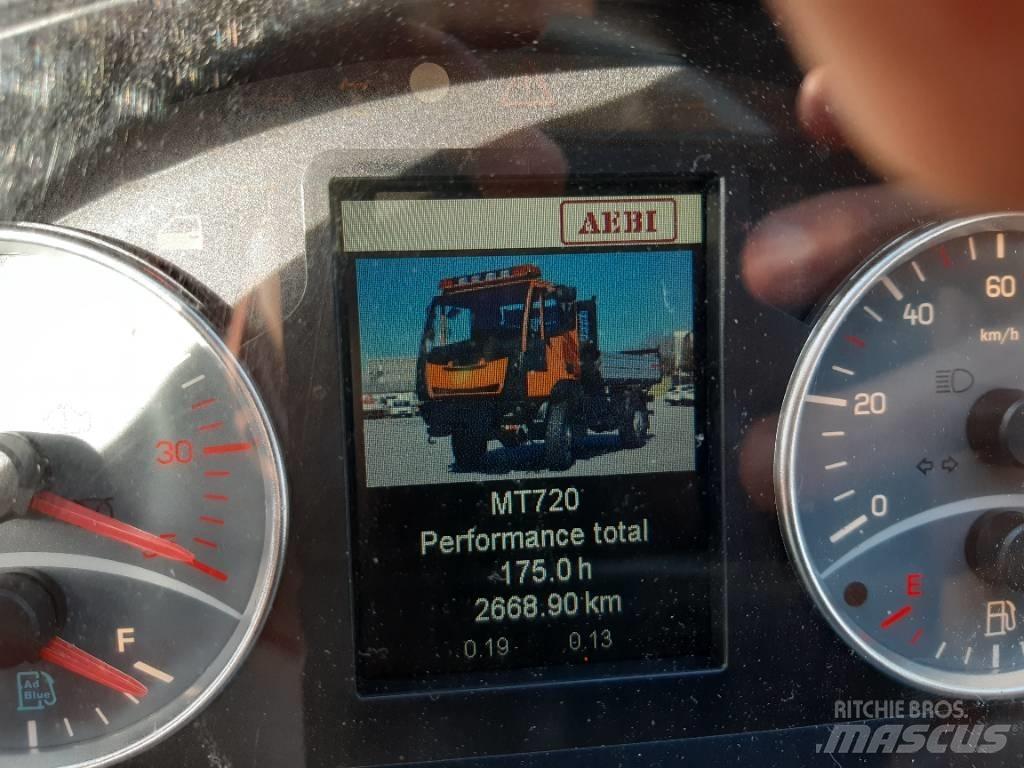 AEBI
MT720
Performance total
175.0 h
2668.90 km
0.19 0.13
30
35
F
Ad
Blue
60
km/h
40
20
0
E
RITCHIE BROS.
MASCUS